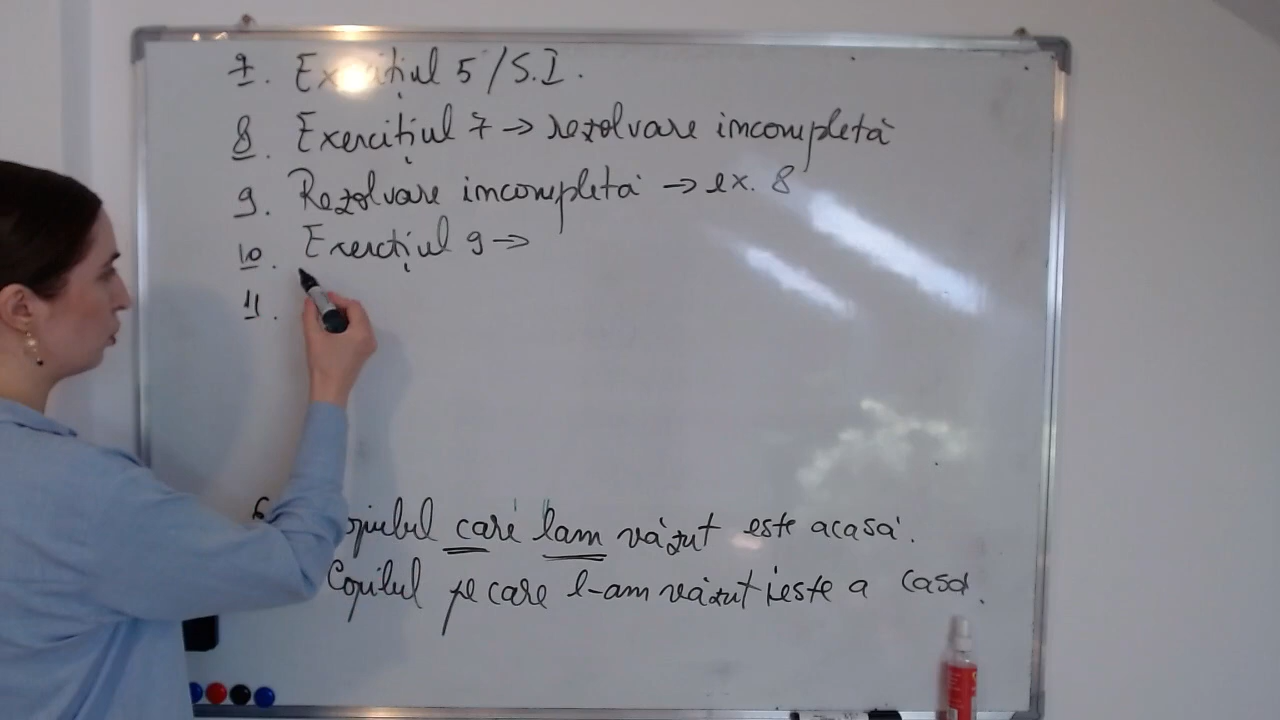 7. Exercițiul 5 / S.I.
8. Exercițiul 7 → rezolvare incompletă
9. Rezolvare incompletă → ex. 8
10. Exercțiul 9 →
11.
care lam văzut este acasă.
Copilul pe care l-am văzut este a casă.